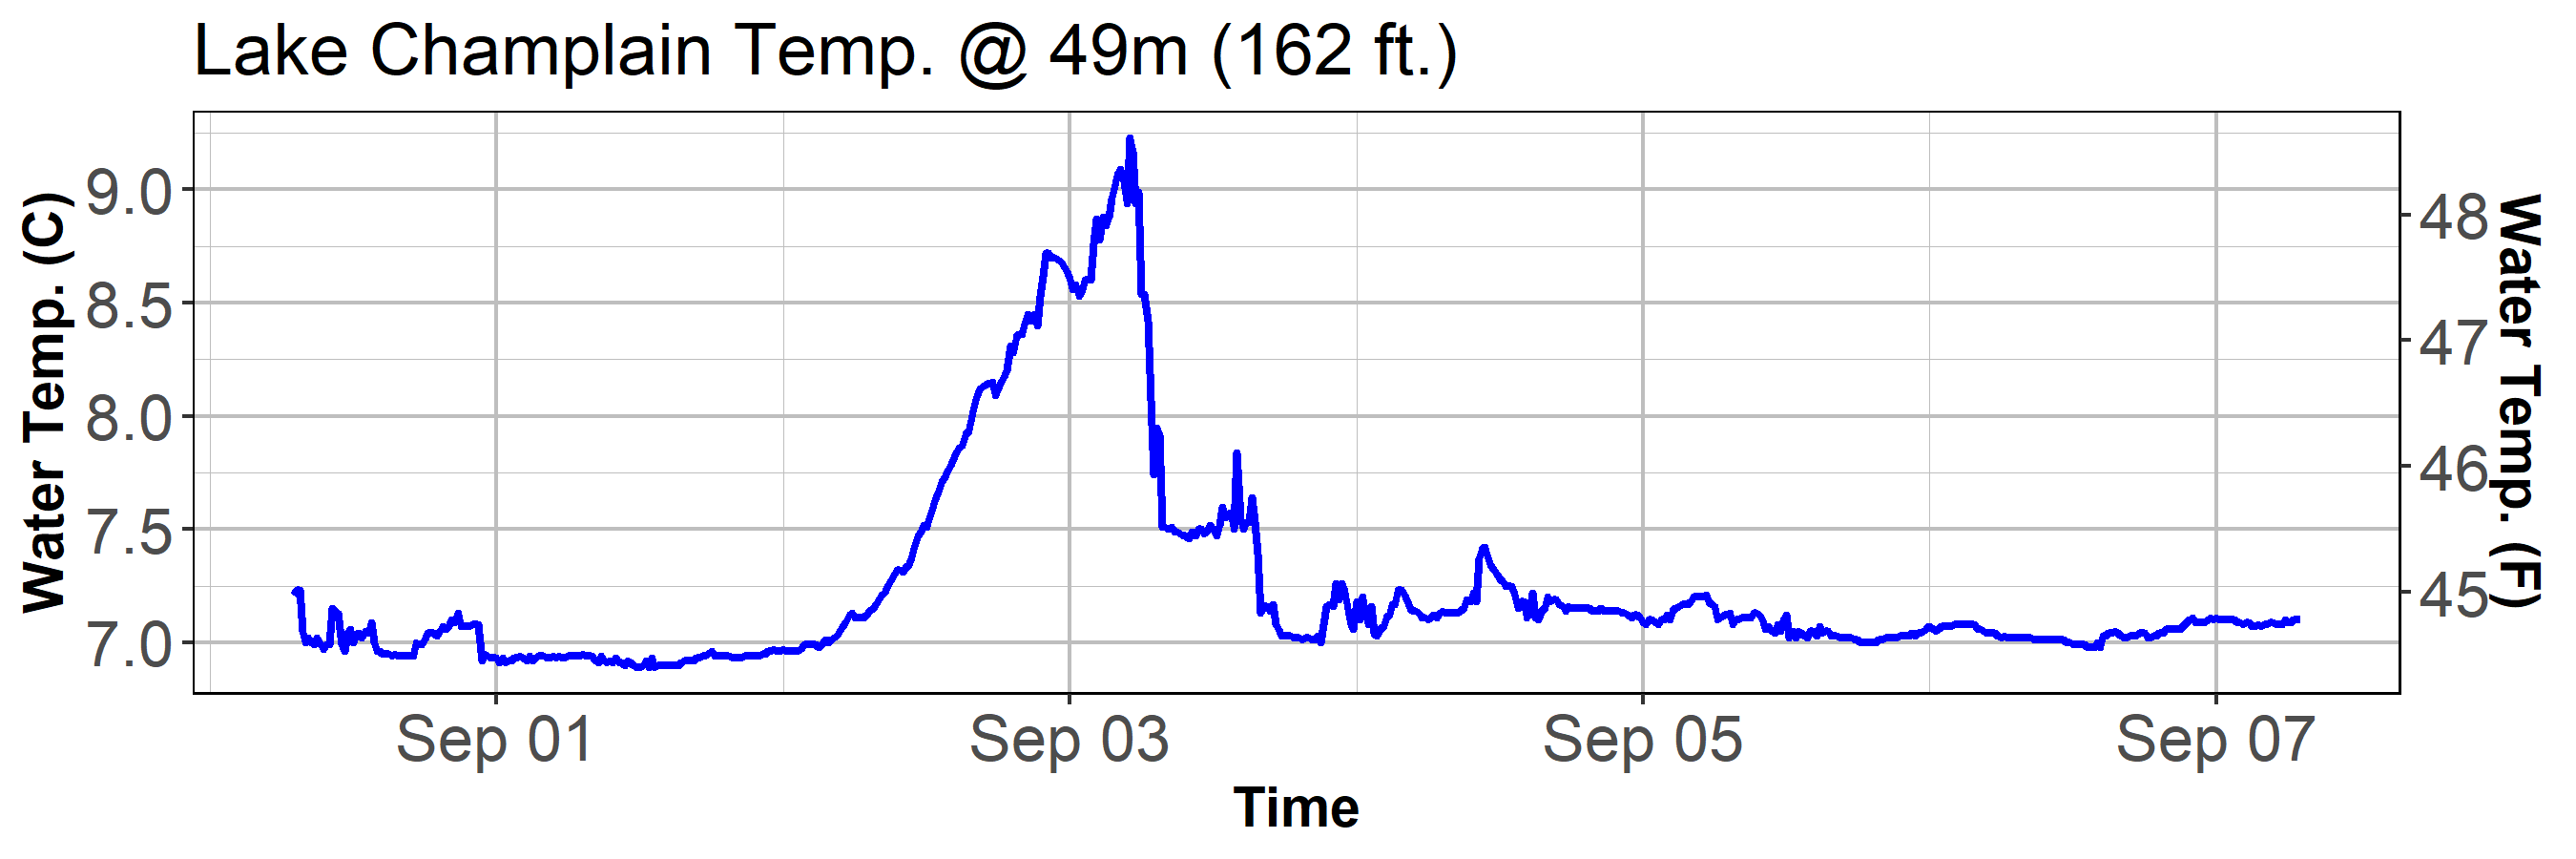 Lake Champlain Temp. @ 49m (162 ft.)
Water Temp. (C)
9.0
8.5
8.0
7.5
7.0
48
47
46
45
Water Temp. (F)
Sep 01
Sep 03
Sep 05
Sep 07
Time